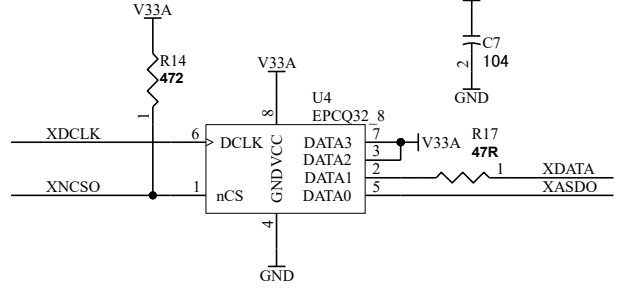 V33A
R14
472
1
C7
104
2
GND
V33A
8
U4
EPCQ32_8
XDCLK
6
DCLK
VCC
DATA3
7
V33A
R17
47R
DATA2
3
DATA1
2
1
XDATA
XNCSO
1
nCS
GND
DATA0
5
XASDO
4
GND